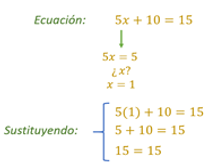 Ecuación: 5x + 10 = 15
5x = 5
¿x?
x = 1
5(1) + 10 = 15
Sustituyendo: 5 + 10 = 15
15 = 15